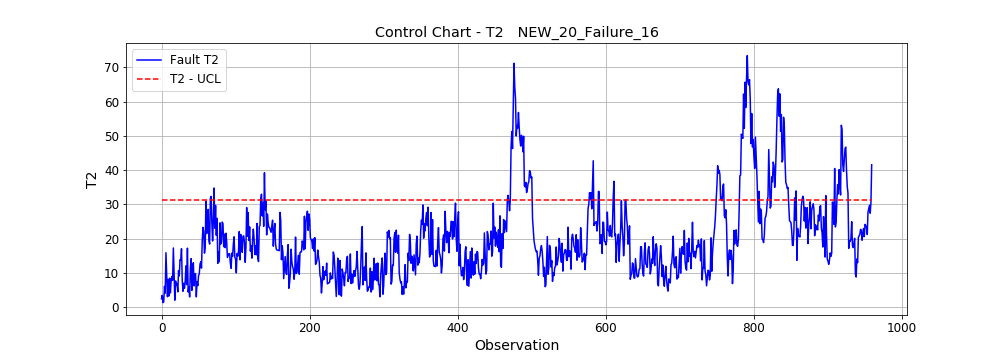 Control Chart - T2   NEW_20_Failure_16
Fault T2
T2 - UCL
T2
70
60
50
40
30
20
10
0
0 200 400 600 800 1000
Observation